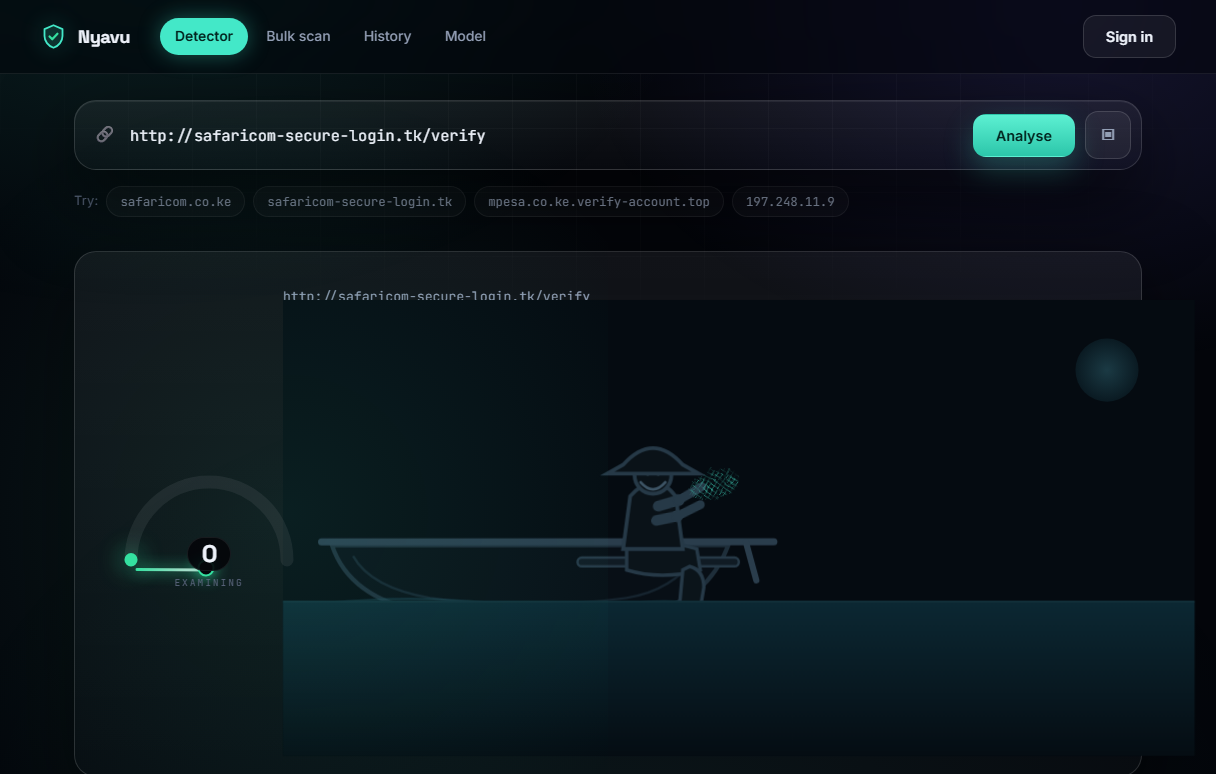 Nyavu
Detector
Bulk scan
History
Model
Sign in
http://safaricom-secure-login.tk/verify
Analyse
Try:
safaricom.co.ke
safaricom-secure-login.tk
mpesa.co.ke.verify-account.top
197.248.11.9
http://safaricom-secure-login.tk/verify
0
EXAMINING